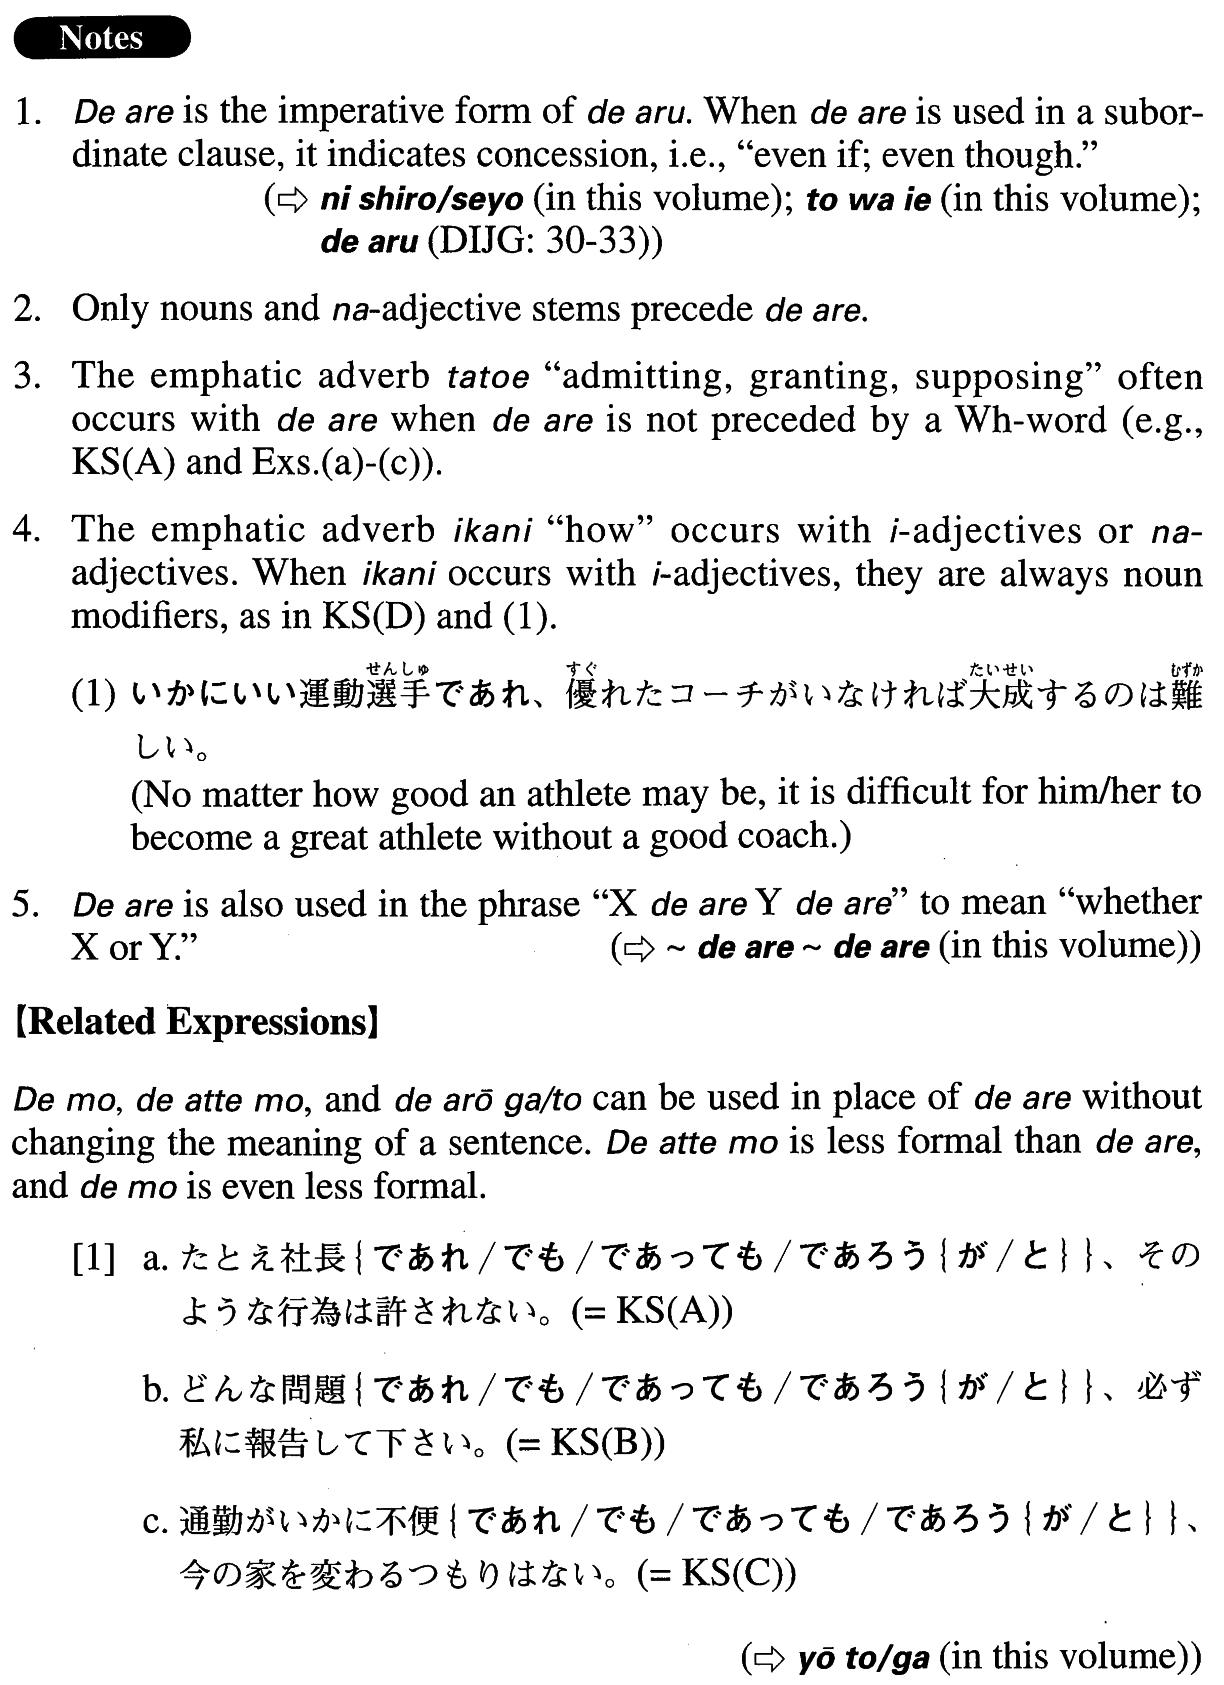 Notes
1. De are is the imperative form of de aru. When de are is used in a subor-
dinate clause, it indicates concession, i.e., “even if; even though.”
(⇨ ni shiro/seyo (in this volume); to wa ie (in this volume);
de aru (DIJG: 30-33))
2. Only nouns and na-adjective stems precede de are.
3. The emphatic adverb tatoe “admitting, granting, supposing” often
occurs with de are when de are is not preceded by a Wh-word (e.g.,
KS(A) and Exs.(a)-(c)).
4. The emphatic adverb ikani “how” occurs with i-adjectives or na-
adjectives. When ikani occurs with i-adjectives, they are always noun
modifiers, as in KS(D) and (1).
せんしゅ すぐ たいせい むずか
(1) いかにいい運動選手であれ、優れたコーチがいなければ大成するのは難
しい。
(No matter how good an athlete may be, it is difficult for him/her to
become a great athlete without a good coach.)
5. De are is also used in the phrase “X de are Y de are” to mean “whether
X or Y.” (⇨ ~ de are ~ de are (in this volume))
【Related Expressions】
De mo, de atte mo, and de arō ga/to can be used in place of de are without
changing the meaning of a sentence. De atte mo is less formal than de are,
and de mo is even less formal.
[1] a. たとえ社長{であれ/でも/であっても/であろう{が/と}}、その
ような行為は許されない。(= KS(A))
b. どんな問題{であれ/でも/であっても/であろう{が/と}}、必ず
私に報告して下さい。(= KS(B))
c. 通勤がいかに不便{であれ/でも/であっても/であろう{が/と}}、
今の家を変わるつもりはない。(= KS(C))
(⇨ yō to/ga (in this volume))